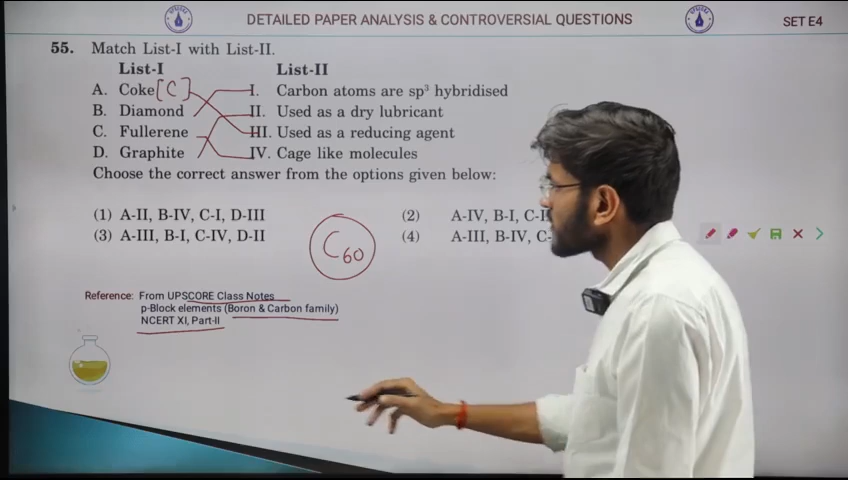 DETAILED PAPER ANALYSIS & CONTROVERSIAL QUESTIONS
SET E4
55. Match List-I with List-II.
List-I List-II
A. Coke [C] I. Carbon atoms are sp³ hybridised
B. Diamond II. Used as a dry lubricant
C. Fullerene III. Used as a reducing agent
D. Graphite IV. Cage like molecules
Choose the correct answer from the options given below:
(1) A-II, B-IV, C-I, D-III (2) A-IV, B-I,
(3) A-III, B-I, C-IV, D-II (4) A-III, B-IV,
C60
Reference: From UPSCORE Class Notes
p-Block elements (Boron & Carbon family)
NCERT XI, Part-II